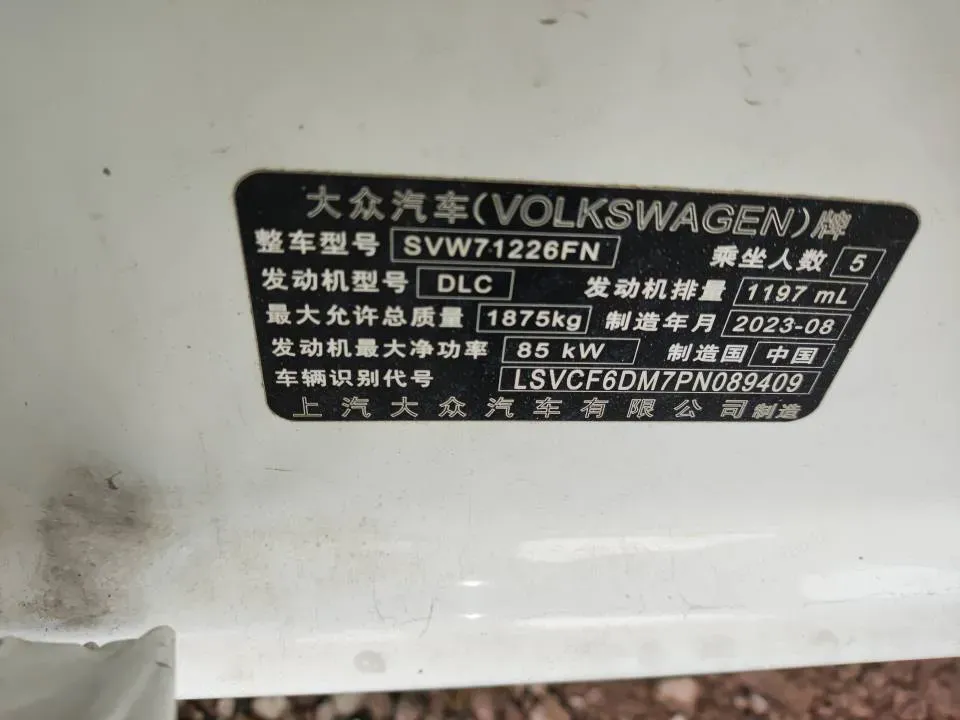 大众汽车(VOLKSWAGEN)牌
整车型号 SVW71226FN 乘坐人数 5
发动机型号 DLC 发动机排量 1197 mL
最大允许总质量 1875kg 制造年月 2023-08
发动机最大净功率 85 kW 制造国 中国
车辆识别代号 LSVCF6DM7PN089409
上汽大众汽车有限公司制造